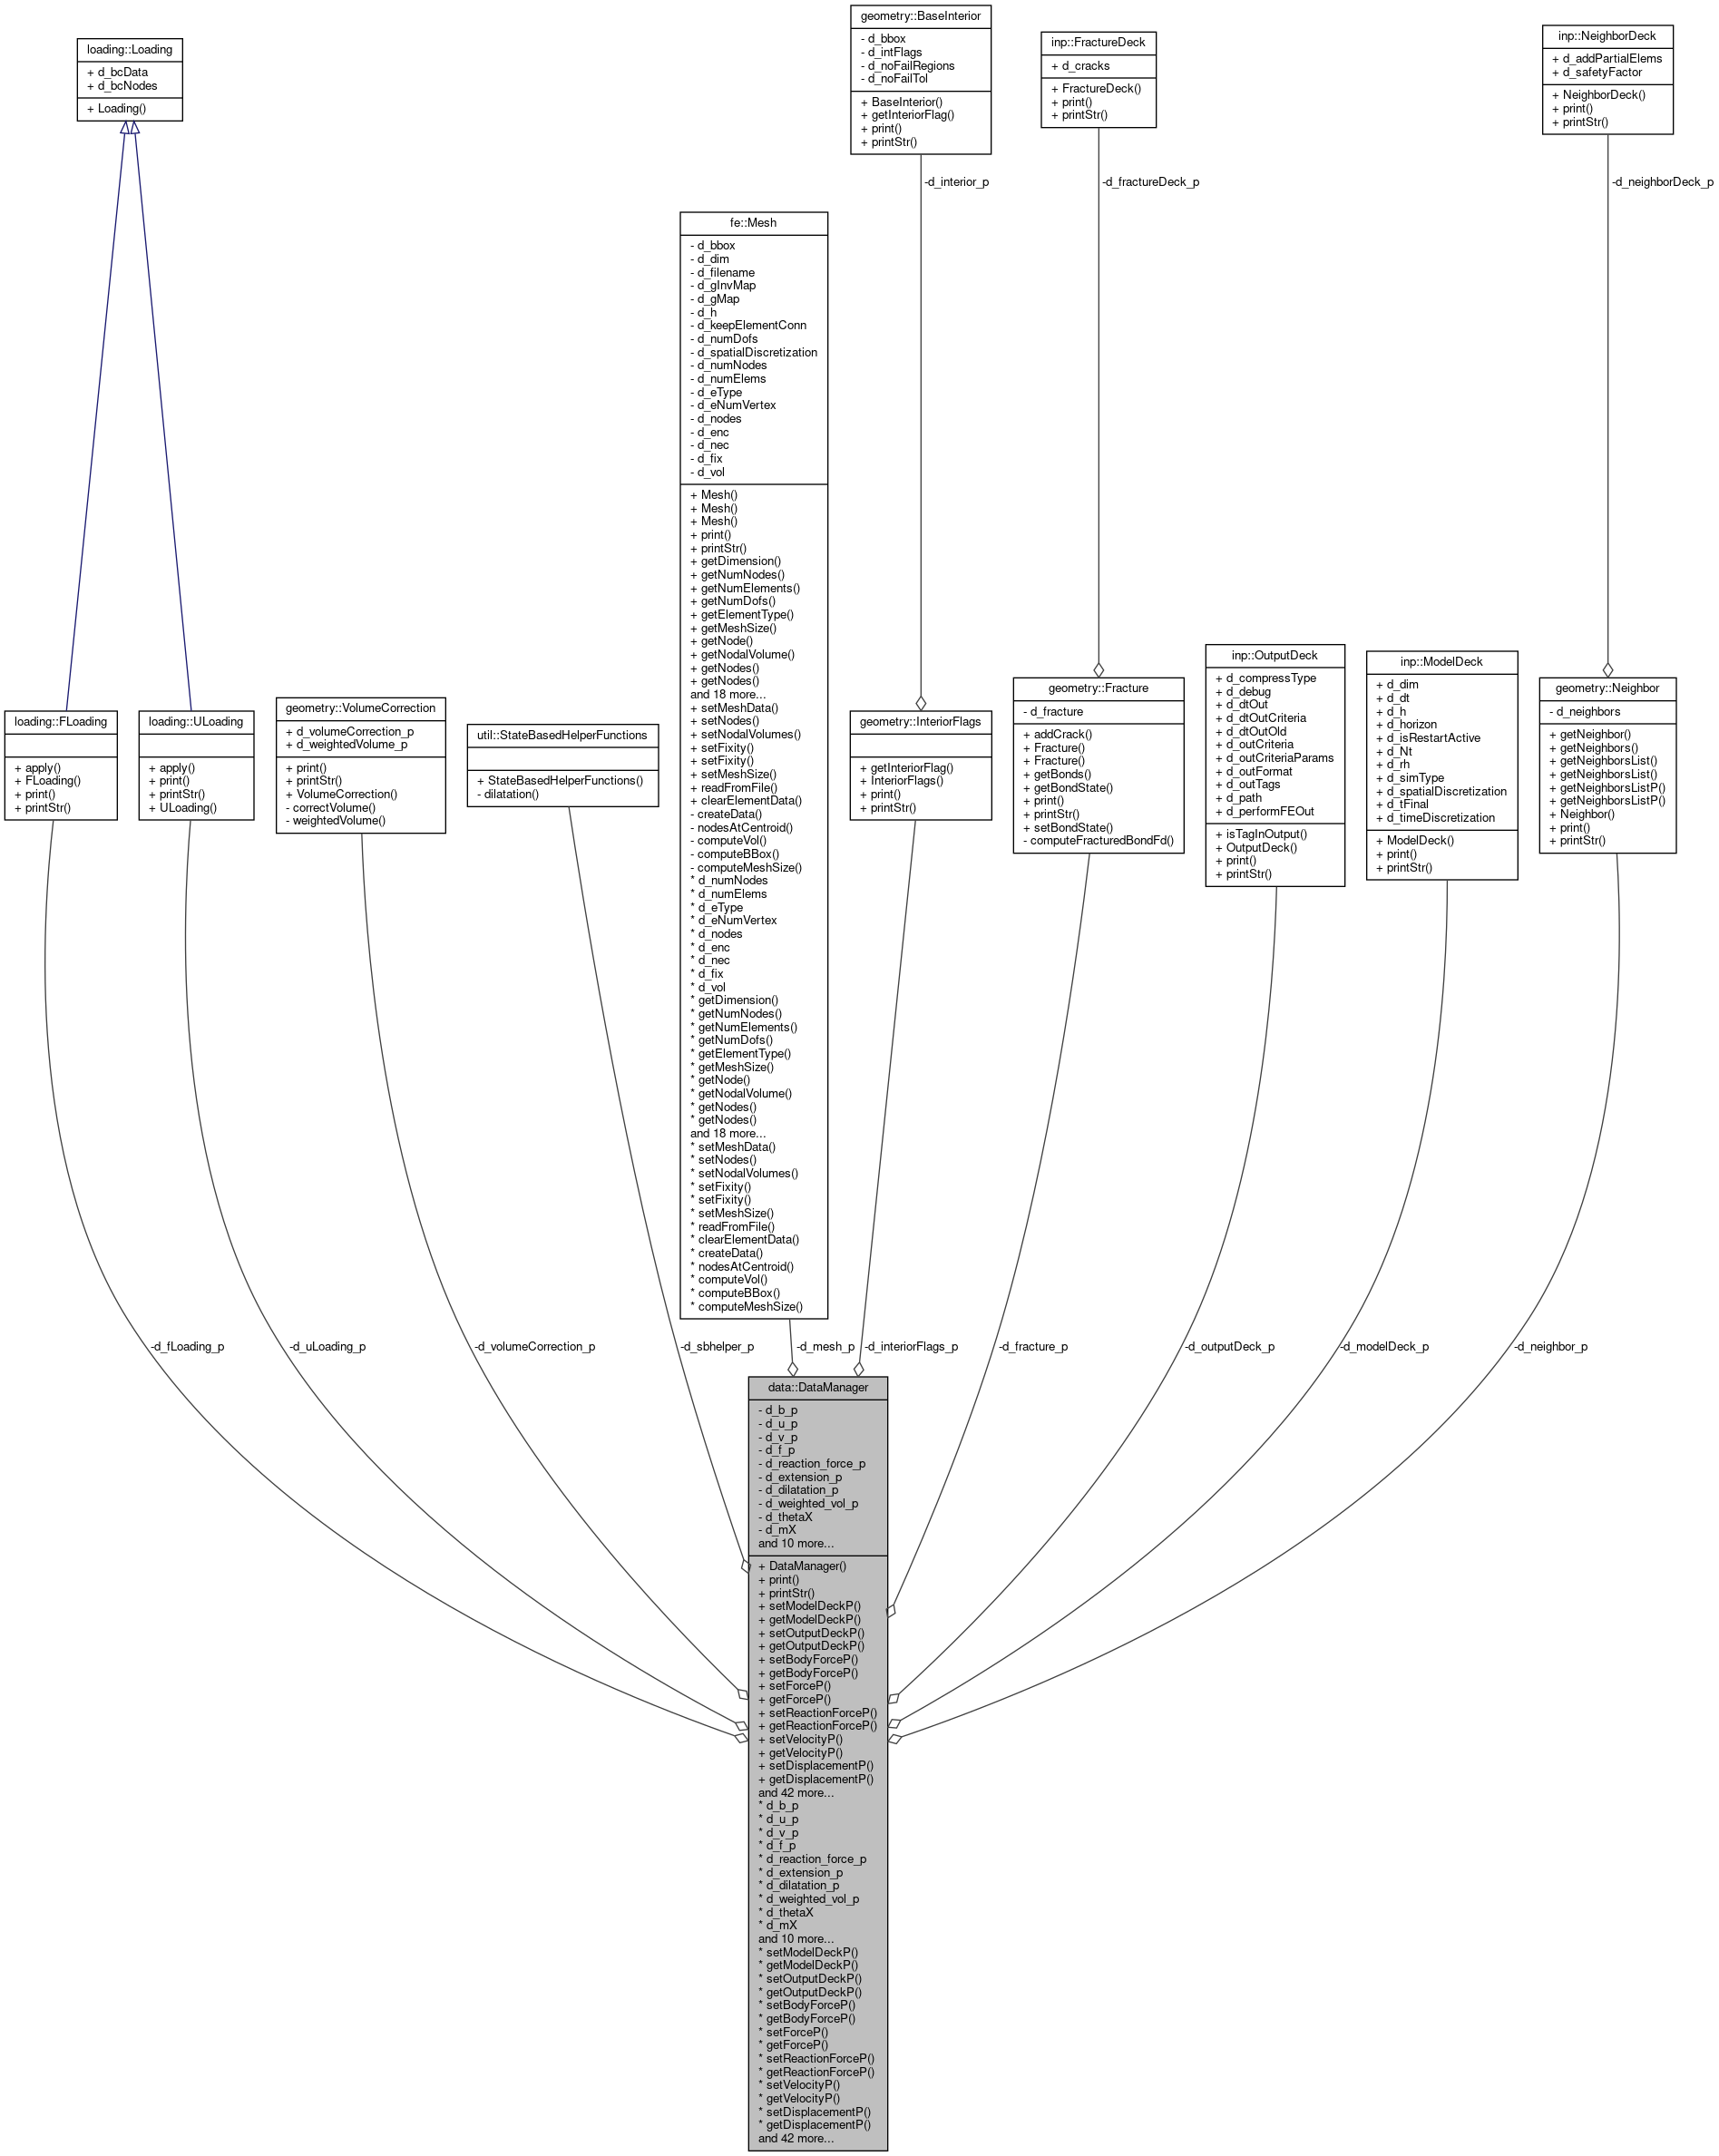 loading::Loading
+ d_bcData
+ d_bcNodes
+ Loading()
geometry::BaseInterior
- d_bbox
- d_intFlags
- d_noFailRegions
- d_noFailTol
+ BaseInterior()
+ getInteriorFlag()
+ print()
+ printStr()
inp::FractureDeck
+ d_cracks
+ FractureDeck()
+ print()
+ printStr()
inp::NeighborDeck
+ d_addPartialElems
+ d_safetyFactor
+ NeighborDeck()
+ print()
+ printStr()
-d_interior_p
-d_fractureDeck_p
-d_neighborDeck_p
fe::Mesh
- d_bbox
- d_dim
- d_filename
- d_gInvMap
- d_gMap
- d_h
- d_keepElementConn
- d_numDofs
- d_spatialDiscretization
- d_numNodes
- d_numElems
- d_eType
- d_eNumVertex
- d_nodes
- d_enc
- d_nec
- d_fix
- d_vol
+ Mesh()
+ Mesh()
+ Mesh()
+ print()
+ printStr()
+ getDimension()
+ getNumNodes()
+ getNumElements()
+ getNumDofs()
+ getElementType()
+ getMeshSize()
+ getNode()
+ getNodalVolume()
+ getNodes()
+ getNodes()
and 18 more...
+ setMeshData()
+ setNodes()
+ setNodalVolumes()
+ setFixity()
+ setFixity()
+ setMeshSize()
+ readFromFile()
+ clearElementData()
- createData()
- nodesAtCentroid()
- computeVol()
- computeBBox()
- computeMeshSize()
* d_numNodes
* d_numElems
* d_eType
* d_eNumVertex
* d_nodes
* d_enc
* d_nec
* d_fix
* d_vol
* getDimension()
* getNumNodes()
* getNumElements()
* getNumDofs()
* getElementType()
* getMeshSize()
* getNode()
* getNodalVolume()
* getNodes()
* getNodes()
and 18 more...
* setMeshData()
* setNodes()
* setNodalVolumes()
* setFixity()
* setFixity()
* setMeshSize()
* readFromFile()
* clearElementData()
* createData()
* nodesAtCentroid()
* computeVol()
* computeBBox()
* computeMeshSize()
loading::FLoading
+ apply()
+ FLoading()
+ print()
+ printStr()
loading::ULoading
+ apply()
+ print()
+ printStr()
+ ULoading()
geometry::VolumeCorrection
+ d_volumeCorrection_p
+ d_weightedVolume_p
+ print()
+ printStr()
+ VolumeCorrection()
- correctVolume()
- weightedVolume()
util::StateBasedHelperFunctions
+ StateBasedHelperFunctions()
- dilatation()
geometry::InteriorFlags
+ getInteriorFlag()
+ InteriorFlags()
+ print()
+ printStr()
geometry::Fracture
- d_fracture
+ addCrack()
+ Fracture()
+ Fracture()
+ getBonds()
+ getBondState()
+ print()
+ printStr()
+ setBondState()
- computeFracturedBondFd()
inp::OutputDeck
+ d_compressType
+ d_debug
+ d_dtOut
+ d_dtOutCriteria
+ d_dtOutOld
+ d_outCriteria
+ d_outCriteriaParams
+ d_outFormat
+ d_outTags
+ d_path
+ d_performFEOut
+ isTagInOutput()
+ OutputDeck()
+ print()
+ printStr()
inp::ModelDeck
+ d_dim
+ d_dt
+ d_h
+ d_horizon
+ d_isRestartActive
+ d_Nt
+ d_rh
+ d_simType
+ d_spatialDiscretization
+ d_tFinal
+ d_timeDiscretization
+ ModelDeck()
+ print()
+ printStr()
geometry::Neighbor
- d_neighbors
+ getNeighbor()
+ getNeighbors()
+ getNeighborsList()
+ getNeighborsList()
+ getNeighborsListP()
+ getNeighborsListP()
+ Neighbor()
+ print()
+ printStr()
-d_fLoading_p
-d_uLoading_p
-d_volumeCorrection_p
-d_sbhelper_p
-d_mesh_p
-d_interiorFlags_p
-d_fracture_p
-d_outputDeck_p
-d_modelDeck_p
-d_neighbor_p
data::DataManager
- d_b_p
- d_u_p
- d_v_p
- d_f_p
- d_reaction_force_p
- d_extension_p
- d_dilatation_p
- d_weighted_vol_p
- d_thetaX
- d_mX
and 10 more...
+ DataManager()
+ print()
+ printStr()
+ setModelDeckP()
+ getModelDeckP()
+ setOutputDeckP()
+ getOutputDeckP()
+ setBodyForceP()
+ getBodyForceP()
+ setForceP()
+ getForceP()
+ setReactionForceP()
+ getReactionForceP()
+ setVelocityP()
+ getVelocityP()
+ setDisplacementP()
+ getDisplacementP()
and 42 more...
* d_b_p
* d_u_p
* d_v_p
* d_f_p
* d_reaction_force_p
* d_extension_p
* d_dilatation_p
* d_weighted_vol_p
* d_thetaX
* d_mX
and 10 more...
* setModelDeckP()
* getModelDeckP()
* setOutputDeckP()
* getOutputDeckP()
* setBodyForceP()
* getBodyForceP()
* setForceP()
* getForceP()
* setReactionForceP()
* getReactionForceP()
* setVelocityP()
* getVelocityP()
* setDisplacementP()
* getDisplacementP()
and 42 more...